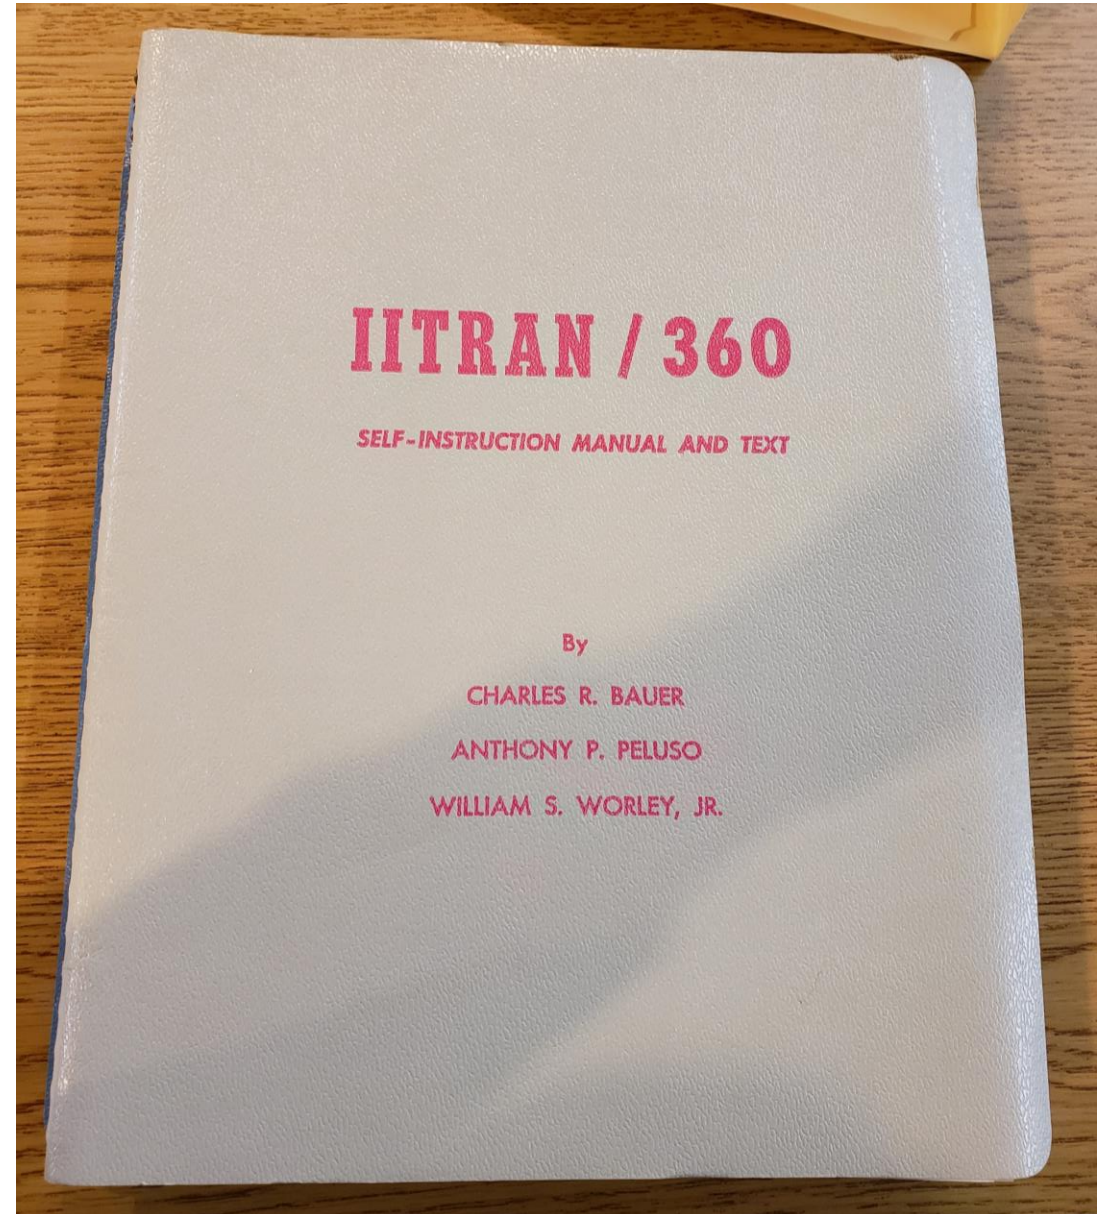 IITRAN / 360
SELF-INSTRUCTION MANUAL AND TEXT
By
CHARLES R. BAUER
ANTHONY P. PELUSO
WILLIAM S. WORLEY, JR.